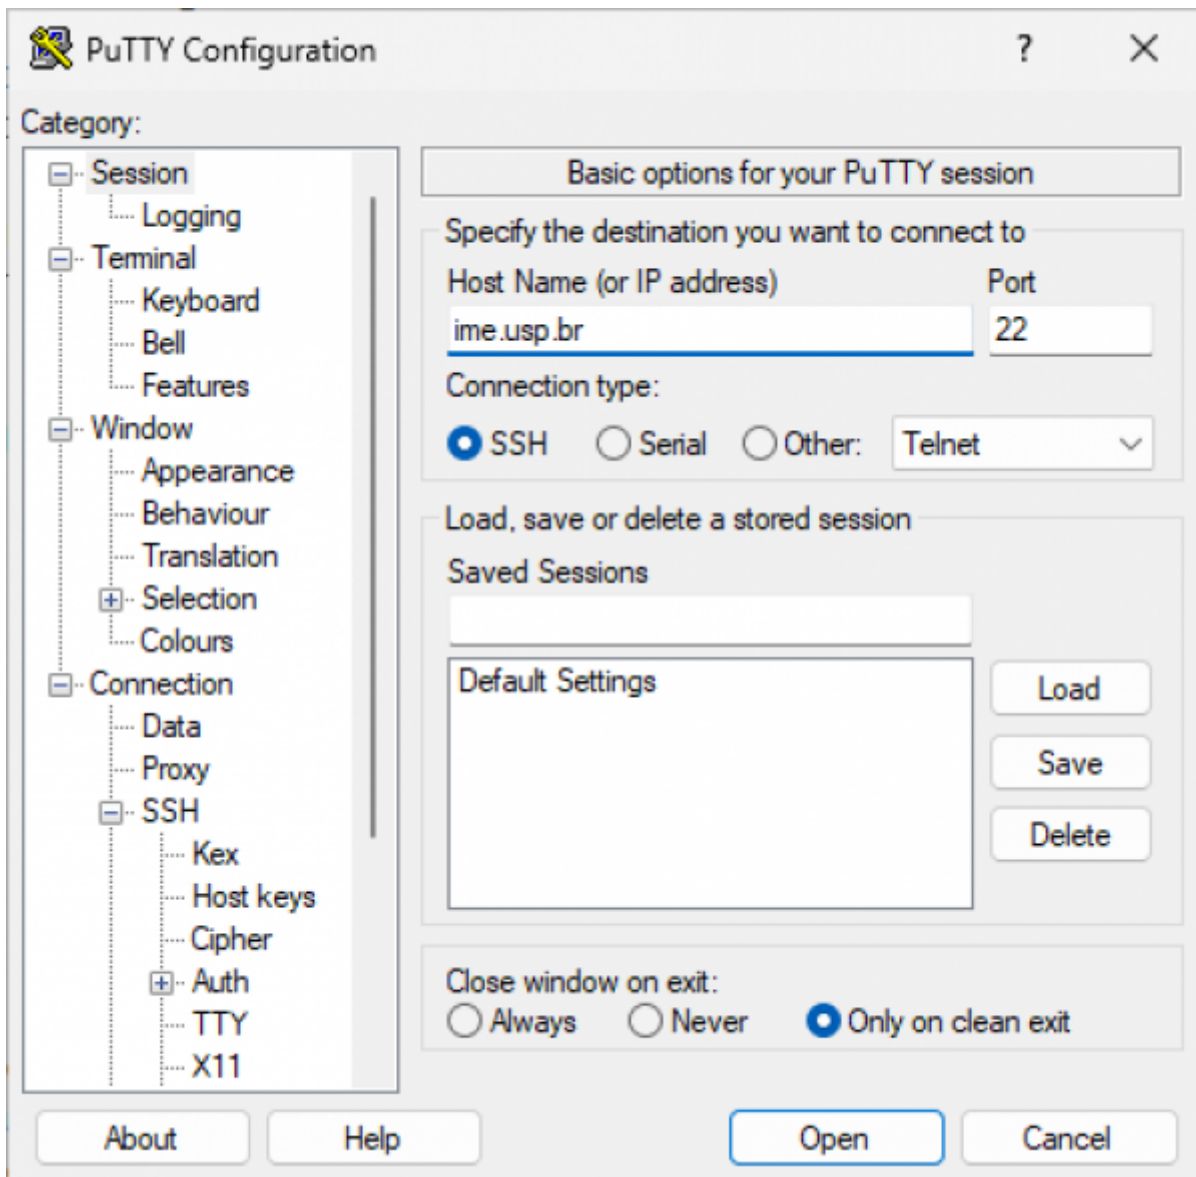 PuTTY Configuration
?
Category:
Session
Logging
Terminal
Keyboard
Bell
Features
Window
Appearance
Behaviour
Translation
Selection
Colours
Connection
Data
Proxy
SSH
Kex
Host keys
Cipher
Auth
TTY
X11
Basic options for your PuTTY session
Specify the destination you want to connect to
Host Name (or IP address) Port
ime.usp.br 22
Connection type:
SSH Serial Other: Telnet
Load, save or delete a stored session
Saved Sessions
Default Settings
Load
Save
Delete
Close window on exit:
Always Never Only on clean exit
About Help Open Cancel